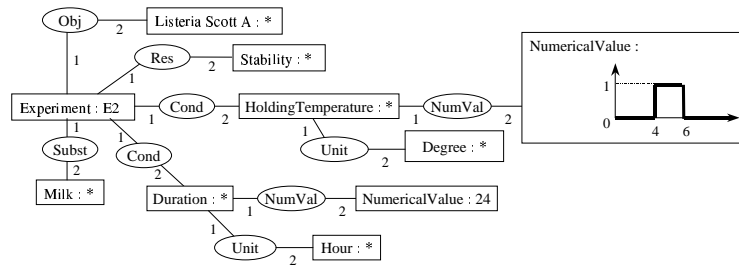 Obj
2
Listeria Scott A : *
1
Res
1
2
Stability : *
NumericalValue :
1
0
4
6
Experiment : E2
1
Cond
2
HoldingTemperature : *
1
NumVal
2
1
Subst
2
Milk : *
1
Cond
2
1
Unit
2
Degree : *
Duration : *
1
NumVal
2
NumericalValue : 24
1
Unit
2
Hour : *